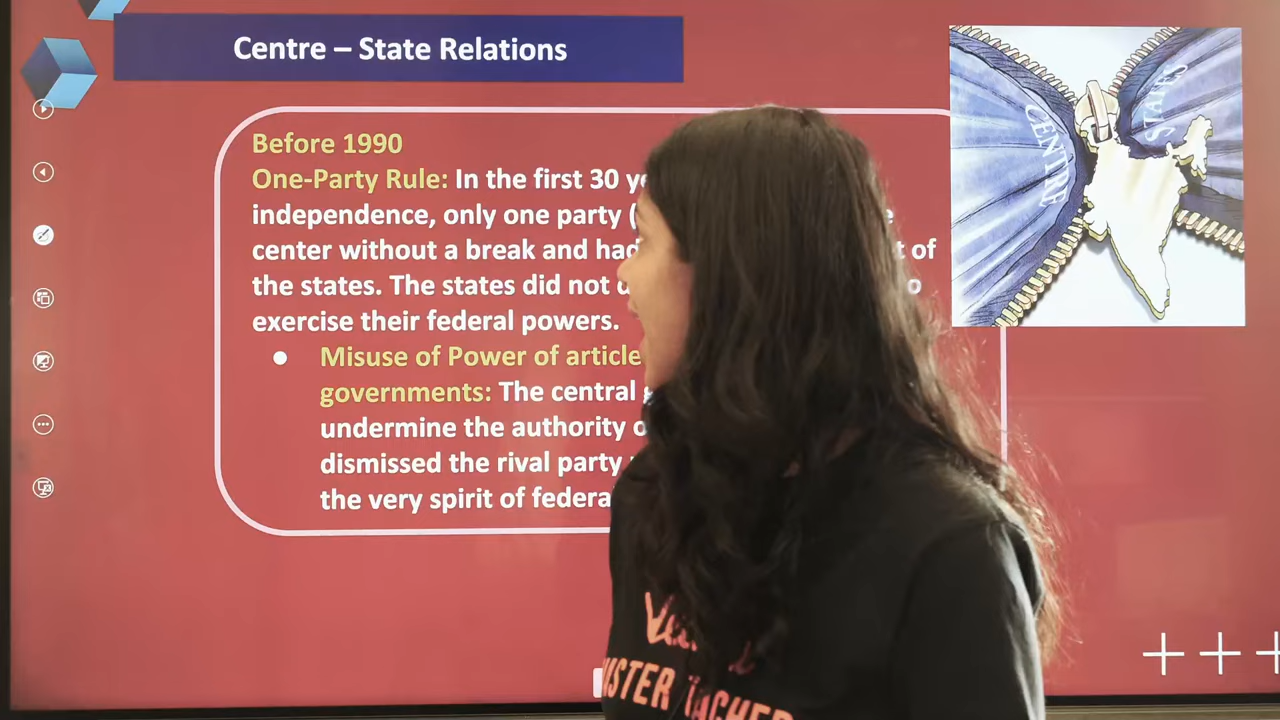 Centre – State Relations
Before 1990
One-Party Rule: In the first 30
independence, only one party (
center without a break and had of
the states. The states did not
exercise their federal powers.
Misuse of Power of article
governments: The central
undermine the authority
dismissed the rival party
the very spirit of
CENTRE
STATES